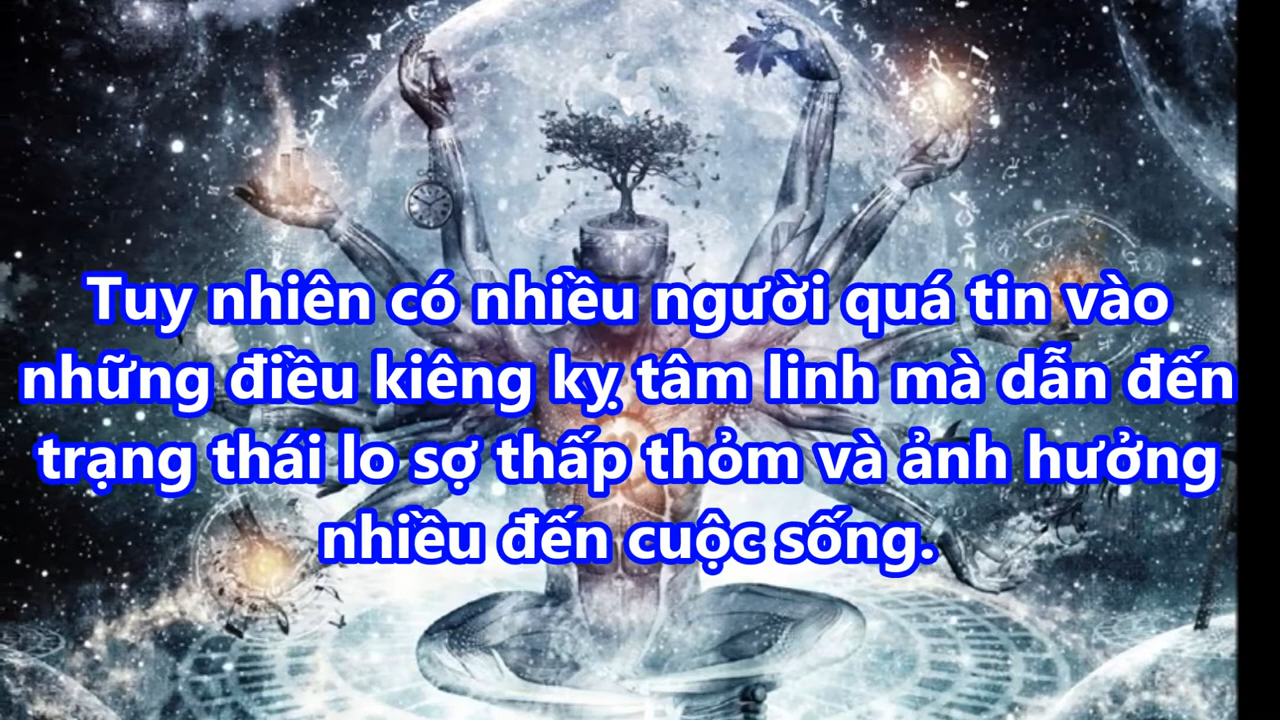 Tuy nhiên có nhiều người quá tin vào
những điều kiêng kỵ tâm linh mà dẫn đến
trạng thái lo sợ thấp thỏm và ảnh hưởng
nhiều đến cuộc sống.